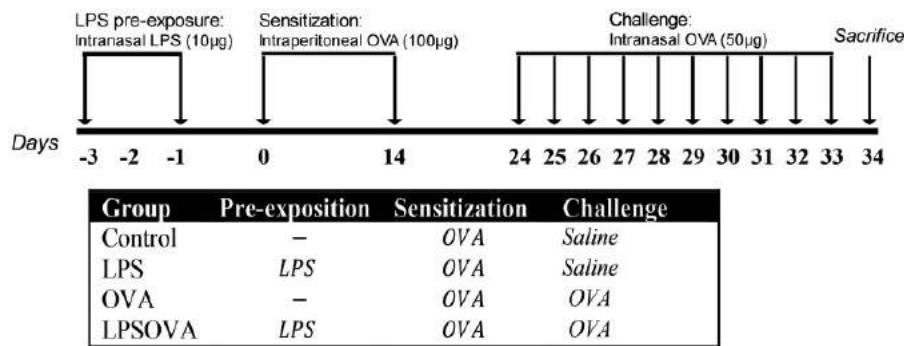 LPS pre-exposure:
Intranasal LPS (10µg)
Sensitization:
Intraperitoneal OVA (100µg)
Challenge:
Intranasal OVA (50µg)
Sacrifice
Days -3 -2 -1 0 14 24 25 26 27 28 29 30 31 32 33 34
Group Pre-exposition Sensitization Challenge
Control – OVA Saline
LPS LPS OVA Saline
OVA – OVA OVA
LPSOVA LPS OVA OVA